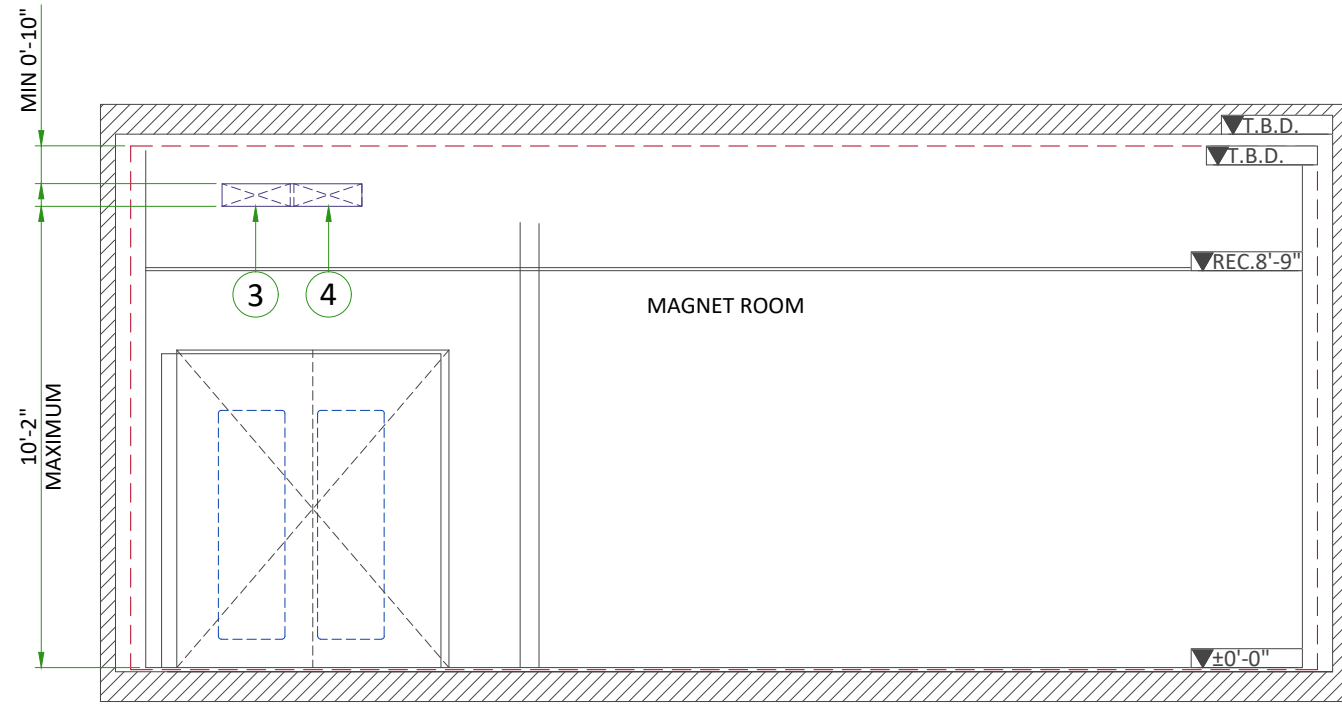 MIN 0'-10"
T.B.D.
T.B.D.
REC.8'-9"
3
4
MAGNET ROOM
10'-2"
MAXIMUM
±0'-0"